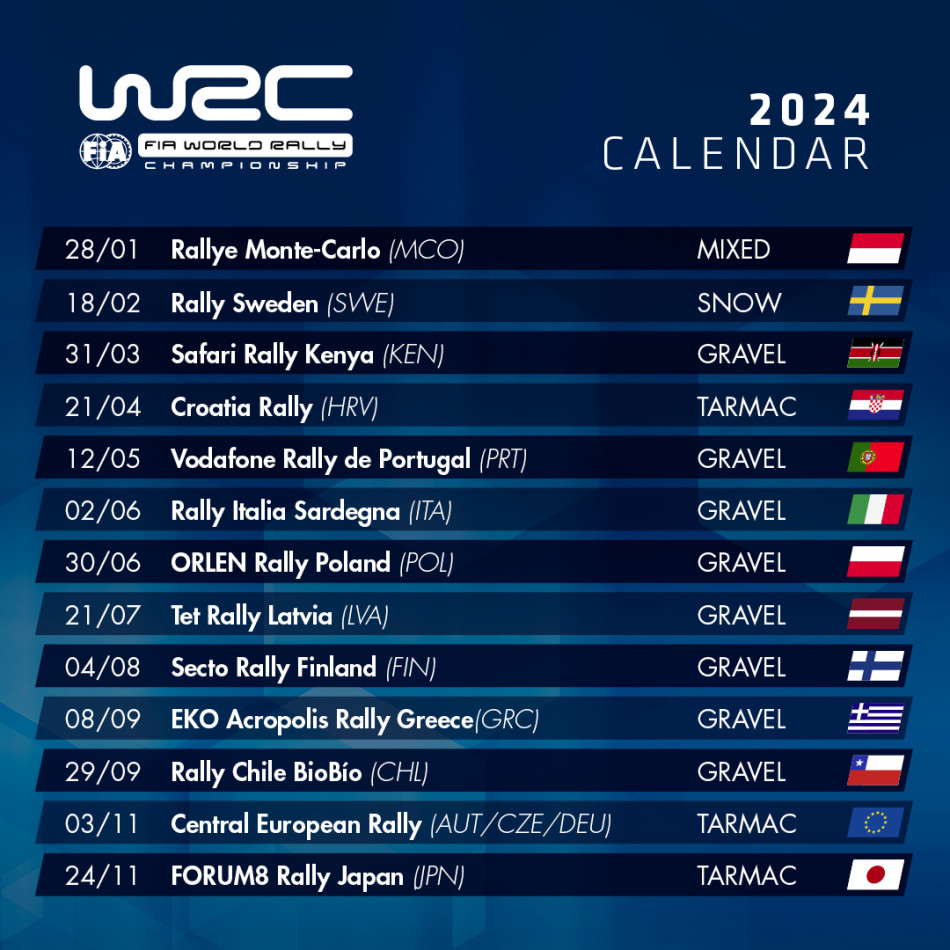 WRC
FIA FIA WORLD RALLY
CHAMPIONSHIP
2024
CALENDAR
28/01 Rallye Monte-Carlo (MCO) MIXED
18/02 Rally Sweden (SWE) SNOW
31/03 Safari Rally Kenya (KEN) GRAVEL
21/04 Croatia Rally (HRV) TARMAC
12/05 Vodafone Rally de Portugal (PRT) GRAVEL
02/06 Rally Italia Sardegna (ITA) GRAVEL
30/06 ORLEN Rally Poland (POL) GRAVEL
21/07 Tet Rally Latvia (LVA) GRAVEL
04/08 Secto Rally Finland (FIN) GRAVEL
08/09 EKO Acropolis Rally Greece(GRC) GRAVEL
29/09 Rally Chile BioBío (CHL) GRAVEL
03/11 Central European Rally (AUT/CZE/DEU) TARMAC
24/11 FORUM8 Rally Japan (JPN) TARMAC